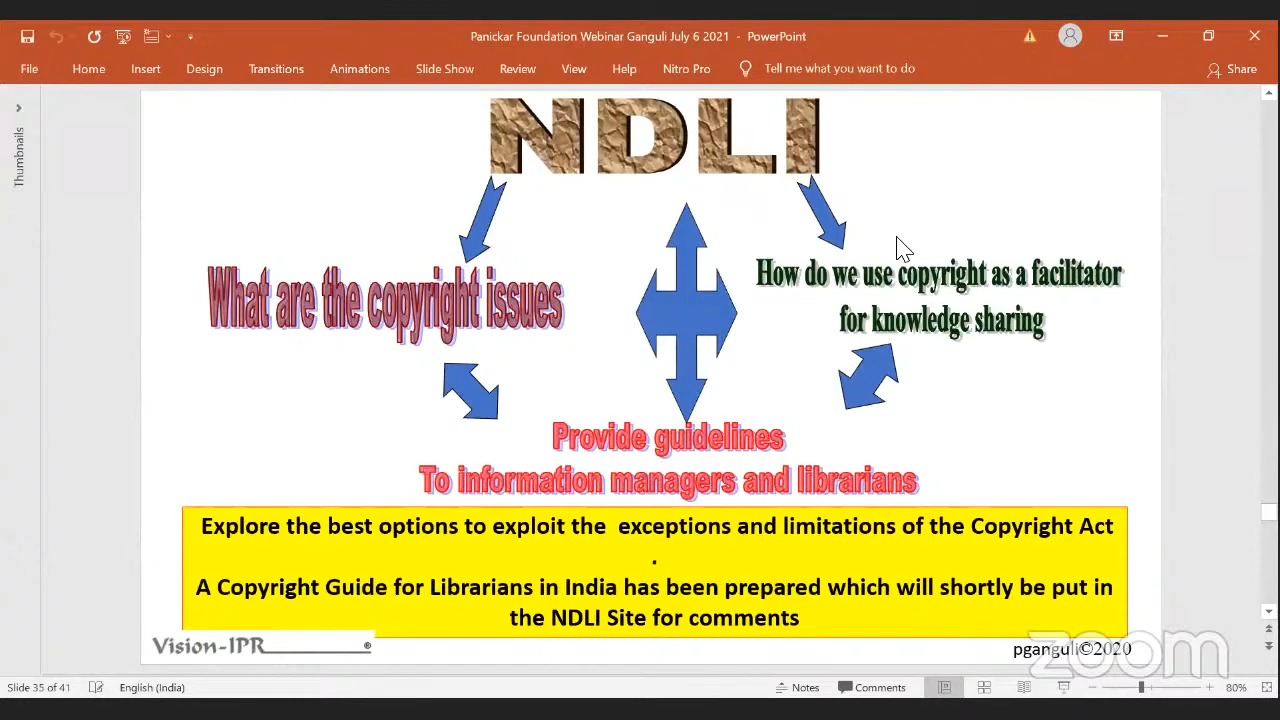 Panickar Foundation Webinar Ganguli July 6 2021 - PowerPoint
File Home Insert Design Transitions Animations Slide Show Review View Help Nitro Pro Tell me what you want to do Share
Thumbnails
NDLI
What are the copyright issues
How do we use copyright as a facilitator
for knowledge sharing
Provide guidelines
To information managers and librarians
Explore the best options to exploit the exceptions and limitations of the Copyright Act
.
A Copyright Guide for Librarians in India has been prepared which will shortly be put in
the NDLI Site for comments
Vision-IPR ®
pganguli©2020
zoom
Slide 35 of 41 English (India) Notes Comments 80%